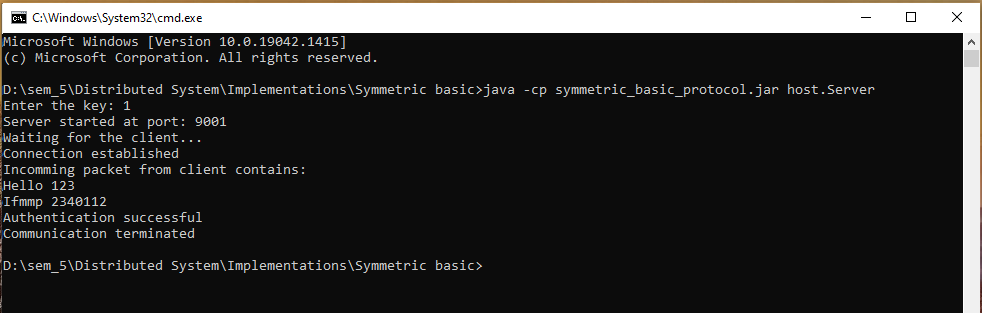 C:\Windows\System32\cmd.exe
Microsoft Windows [Version 10.0.19042.1415]
(c) Microsoft Corporation. All rights reserved.
D:\sem_5\Distributed System\Implementations\Symmetric basic>java -cp symmetric_basic_protocol.jar host.Server
Enter the key: 1
Server started at port: 9001
Waiting for the client...
Connection established
Incomming packet from client contains:
Hello 123
Ifmmp 2340112
Authentication successful
Communication terminated
D:\sem_5\Distributed System\Implementations\Symmetric basic>